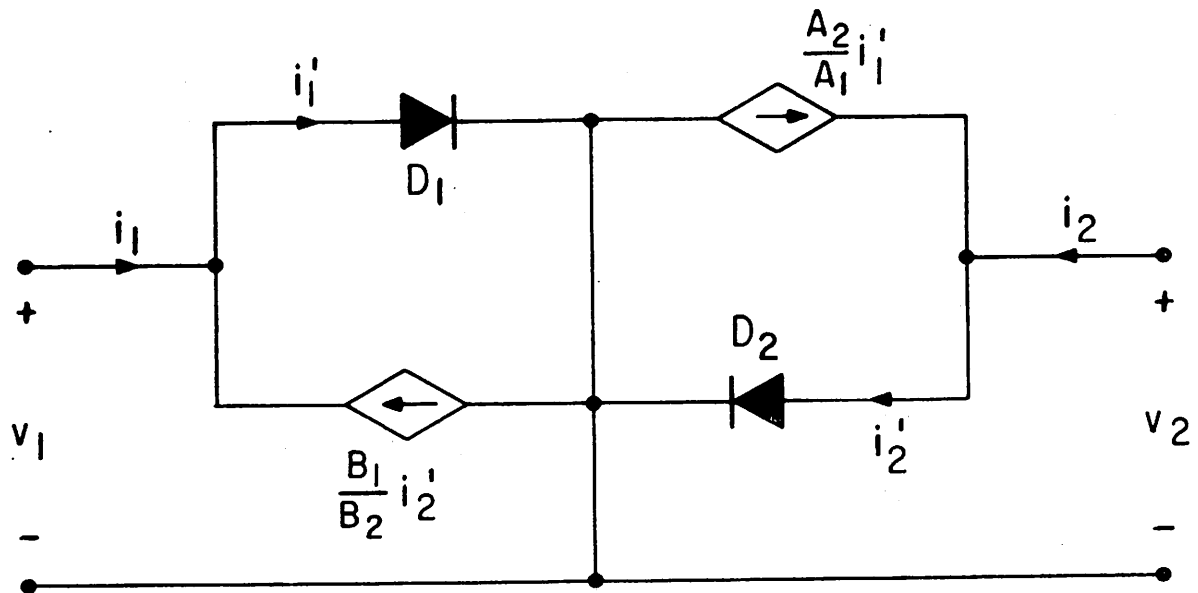 i₁'
D₁
A₂/A₁ i₁'
i₁
i₂
+
+
D₂
v₁
B₁/B₂ i₂'
i₂'
v₂
-
-